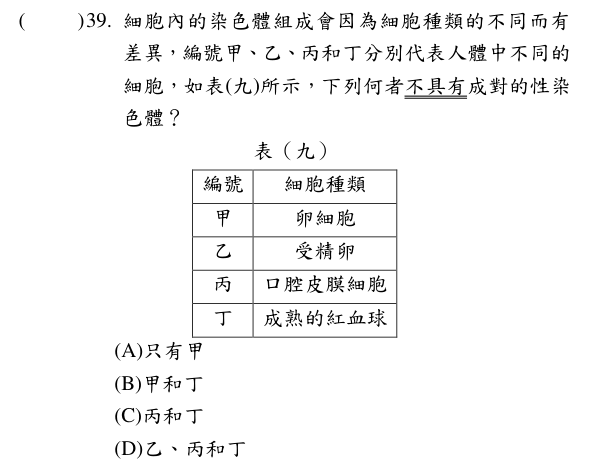 (　　)39. 細胞內的染色體組成會因為細胞種類的不同而有
差異，編號甲、乙、丙和丁分別代表人體中不同的
細胞，如表(九)所示，下列何者不具有成對的性染
色體？
表（九）
編號 細胞種類
甲 卵細胞
乙 受精卵
丙 口腔皮膜細胞
丁 成熟的紅血球
(A)只有甲
(B)甲和丁
(C)丙和丁
(D)乙、丙和丁